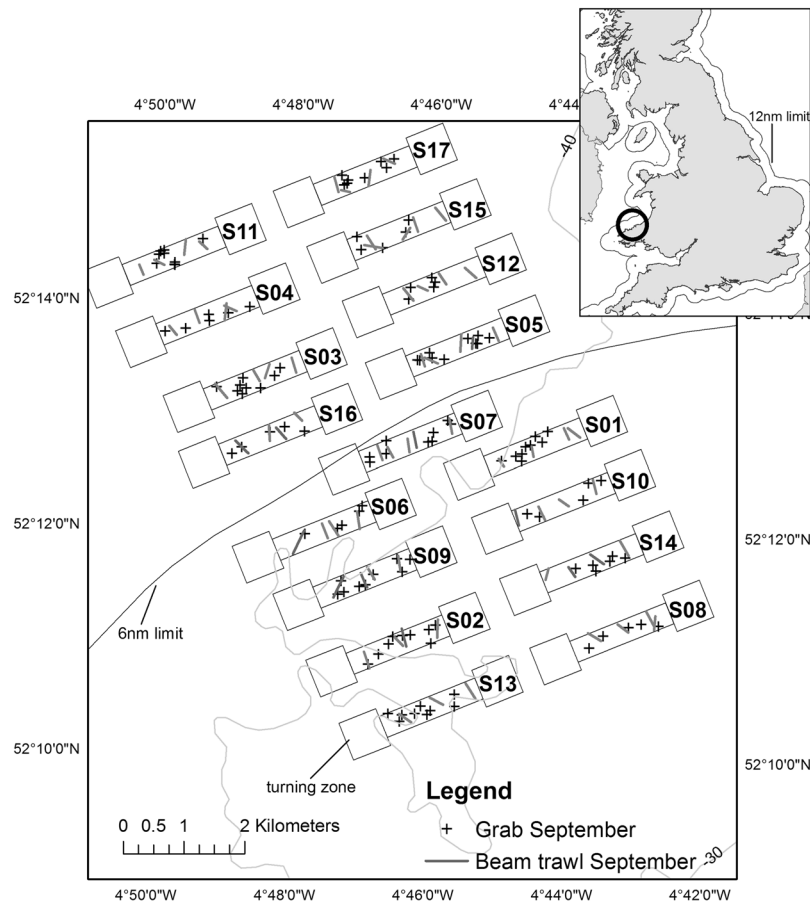 4°50'0"W 4°48'0"W 4°46'0"W 4°44
-40
12nm limit
S17
S15
S11
S12
S04
52°14'0"N
S05
S03
S16
S07
S01
S10
S06
52°12'0"N
52°12'0"N
S14
S09
S08
6nm limit
S02
S13
52°10'0"N
52°10'0"N
turning zone
Legend
0 0.5 1 2 Kilometers
Grab September
Beam trawl September
-30
4°50'0"W 4°48'0"W 4°46'0"W 4°44'0"W 4°42'0"W